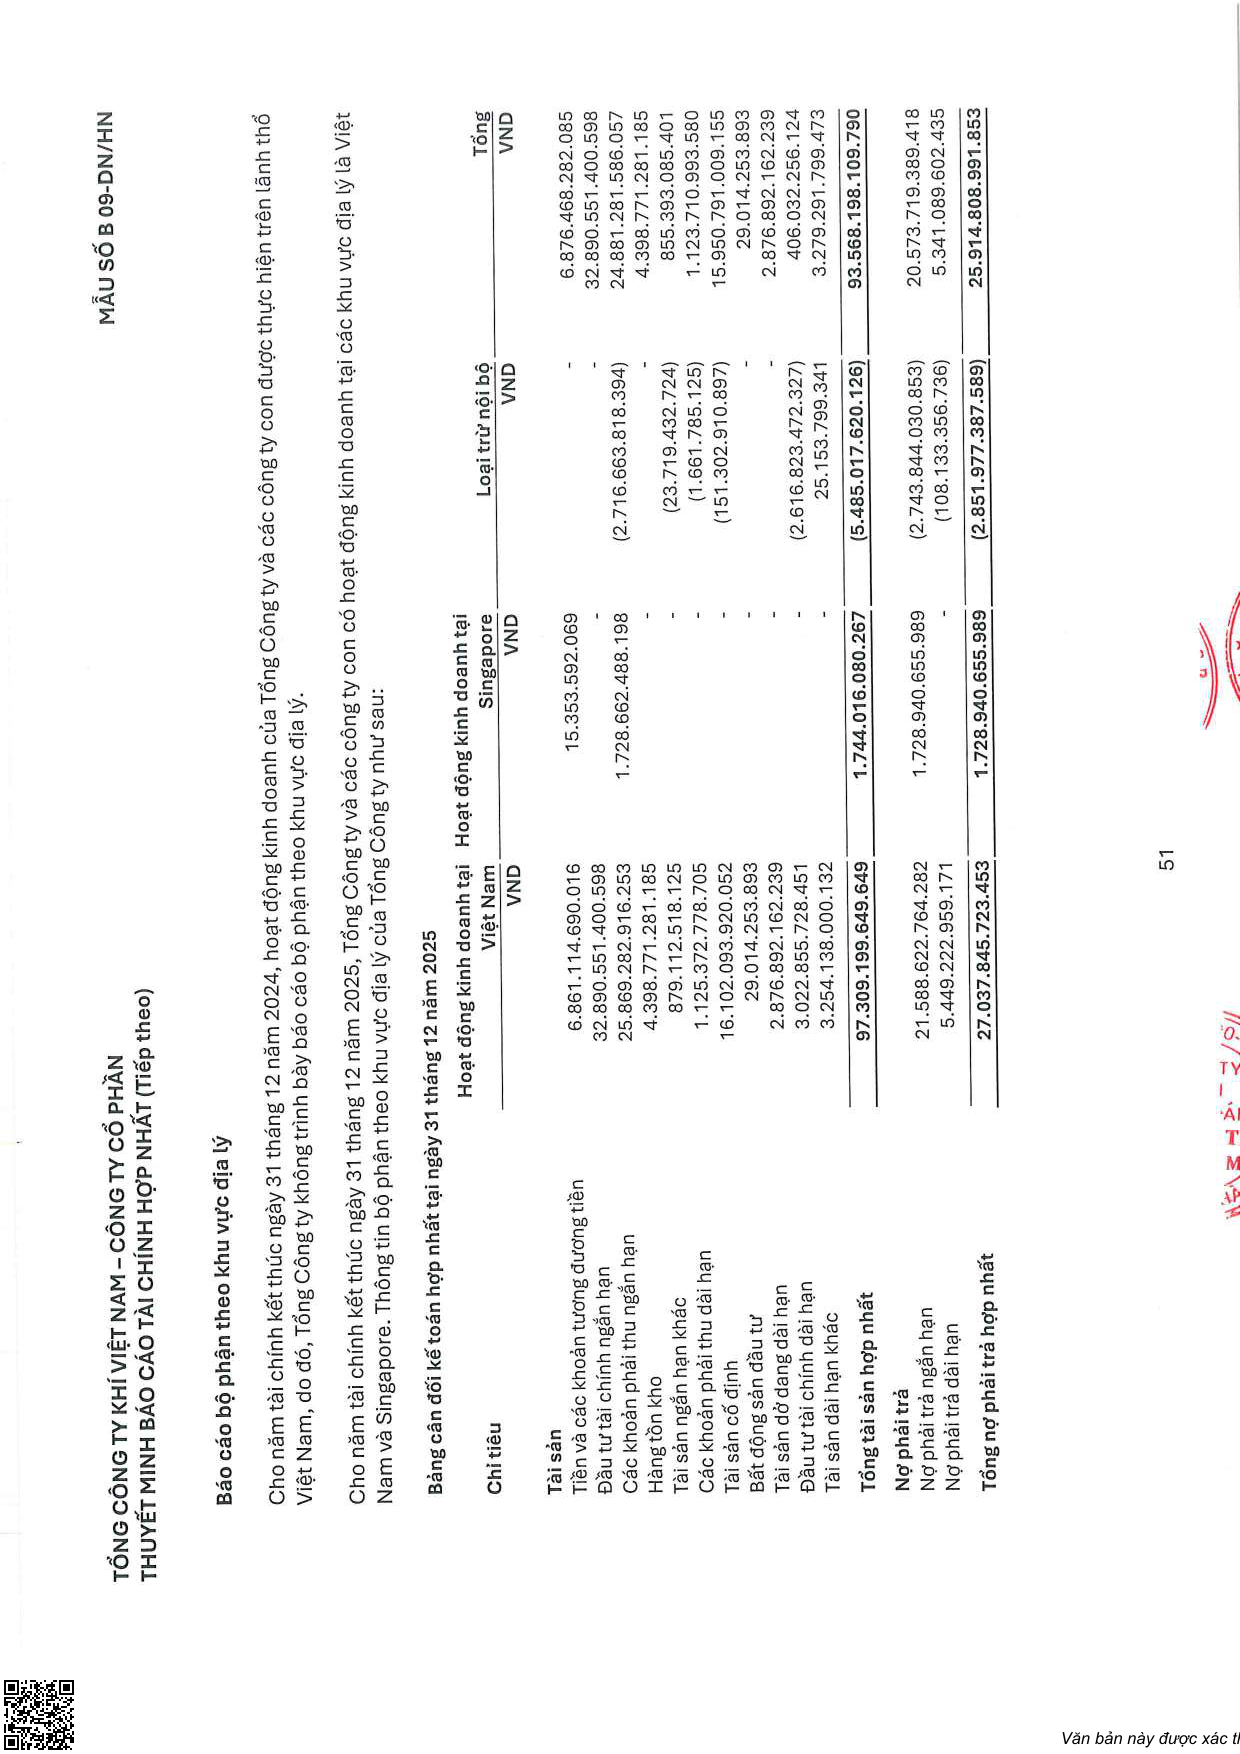 TỔNG CÔNG TY KHÍ VIỆT NAM – CÔNG TY CỔ PHẦN MẪU SỐ B 09-DN/HN
THUYẾT MINH BÁO CÁO TÀI CHÍNH HỢP NHẤT (Tiếp theo)
Báo cáo bộ phận theo khu vực địa lý
Cho năm tài chính kết thúc ngày 31 tháng 12 năm 2024, hoạt động kinh doanh của Tổng Công ty và các công ty con được thực hiện trên lãnh thổ
Việt Nam, do đó, Tổng Công ty không trình bày báo cáo bộ phận theo khu vực địa lý.
Cho năm tài chính kết thúc ngày 31 tháng 12 năm 2025, Tổng Công ty và các công ty con có hoạt động kinh doanh tại các khu vực địa lý là Việt
Nam và Singapore. Thông tin bộ phận theo khu vực địa lý của Tổng Công ty như sau:
Bảng cân đối kế toán hợp nhất tại ngày 31 tháng 12 năm 2025
Hoạt động kinh doanh tại Hoạt động kinh doanh tại
Chỉ tiêu Việt Nam Singapore Loại trừ nội bộ Tổng
VND VND VND VND
Tài sản
Tiền và các khoản tương đương tiền 6.861.114.690.016 15.353.592.069 - 6.876.468.282.085
Đầu tư tài chính ngắn hạn 32.890.551.400.598 - - 32.890.551.400.598
Các khoản phải thu ngắn hạn 25.869.282.916.253 1.728.662.488.198 (2.716.663.818.394) 24.881.281.586.057
Hàng tồn kho 4.398.771.281.185 - - 4.398.771.281.185
Tài sản ngắn hạn khác 879.112.518.125 - (23.719.432.724) 855.393.085.401
Các khoản phải thu dài hạn 1.125.372.778.705 - (1.661.785.125) 1.123.710.993.580
Tài sản cố định 16.102.093.920.052 - (151.302.910.897) 15.950.791.009.155
Bất động sản đầu tư 29.014.253.893 - - 29.014.253.893
Tài sản dở dang dài hạn 2.876.892.162.239 - - 2.876.892.162.239
Đầu tư tài chính dài hạn 3.022.855.728.451 - (2.616.823.472.327) 406.032.256.124
Tài sản dài hạn khác 3.254.138.000.132 - 25.153.799.341 3.279.291.799.473
Tổng tài sản hợp nhất 97.309.199.649.649 1.744.016.080.267 (5.485.017.620.126) 93.568.198.109.790
Nợ phải trả
Nợ phải trả ngắn hạn 21.588.622.764.282 1.728.940.655.989 (2.743.844.030.853) 20.573.719.389.418
Nợ phải trả dài hạn 5.449.222.959.171 - (108.133.356.736) 5.341.089.602.435
Tổng nợ phải trả hợp nhất 27.037.845.723.453 1.728.940.655.989 (2.851.977.387.589) 25.914.808.991.853
51
Văn bản này được xác